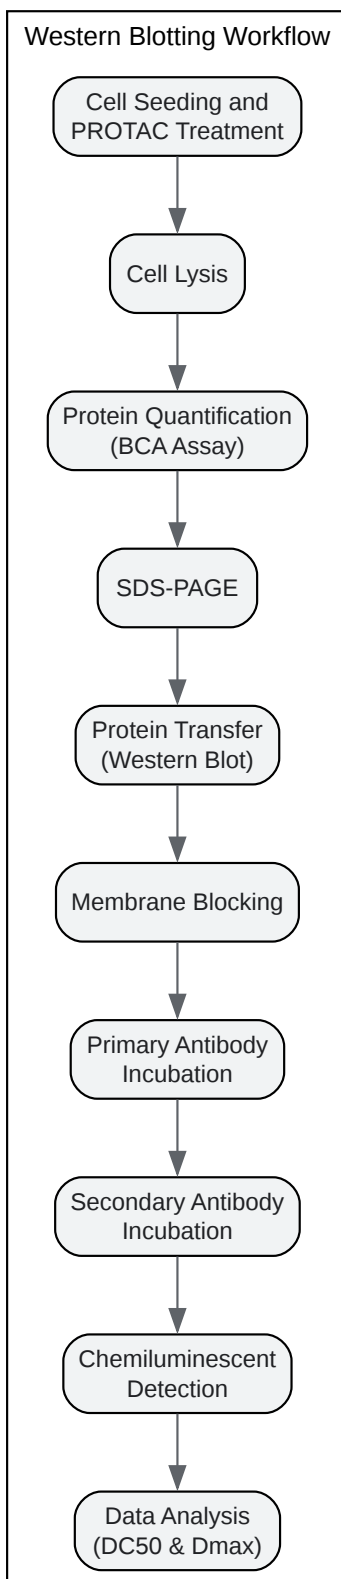 Western Blotting Workflow
Cell Seeding and
PROTAC Treatment
Cell Lysis
Protein Quantification
(BCA Assay)
SDS-PAGE
Protein Transfer
(Western Blot)
Membrane Blocking
Primary Antibody
Incubation
Secondary Antibody
Incubation
Chemiluminescent
Detection
Data Analysis
(DC50 & Dmax)